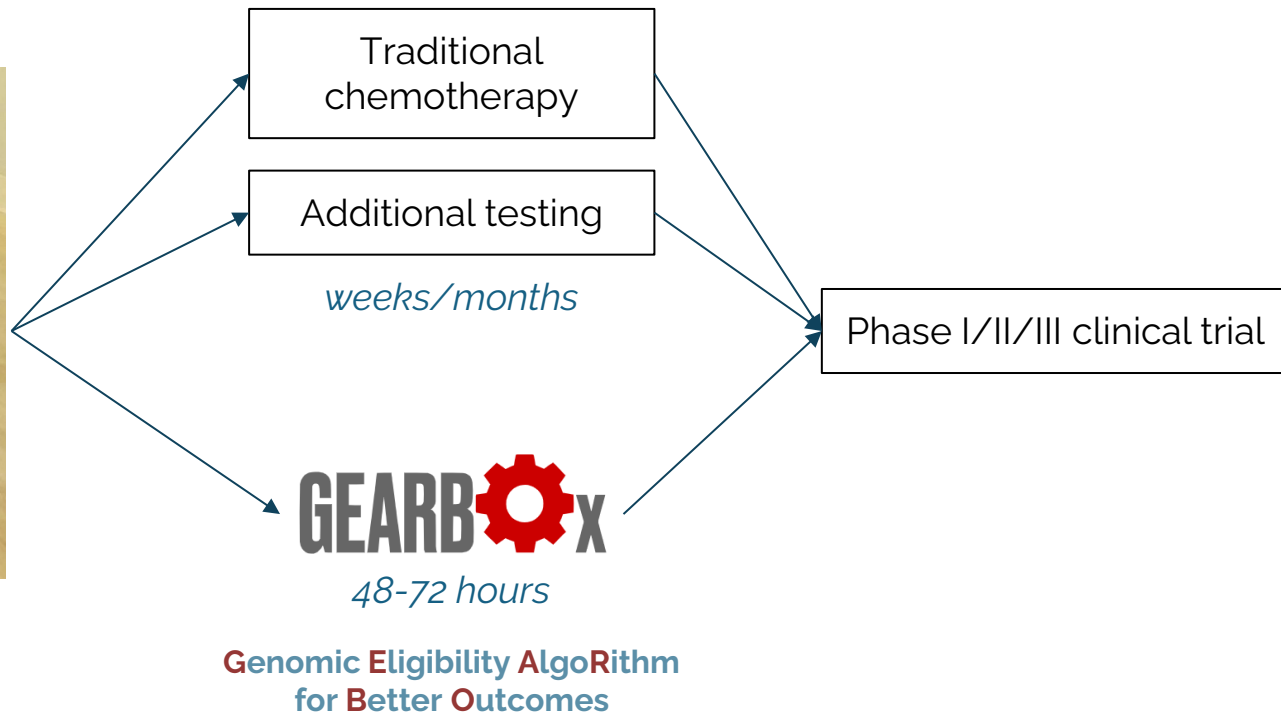 Traditional
chemotherapy
Additional testing
weeks/months
Phase I/II/III clinical trial
GEARBOx
48-72 hours
Genomic Eligibility AlgoRithm
for Better Outcomes